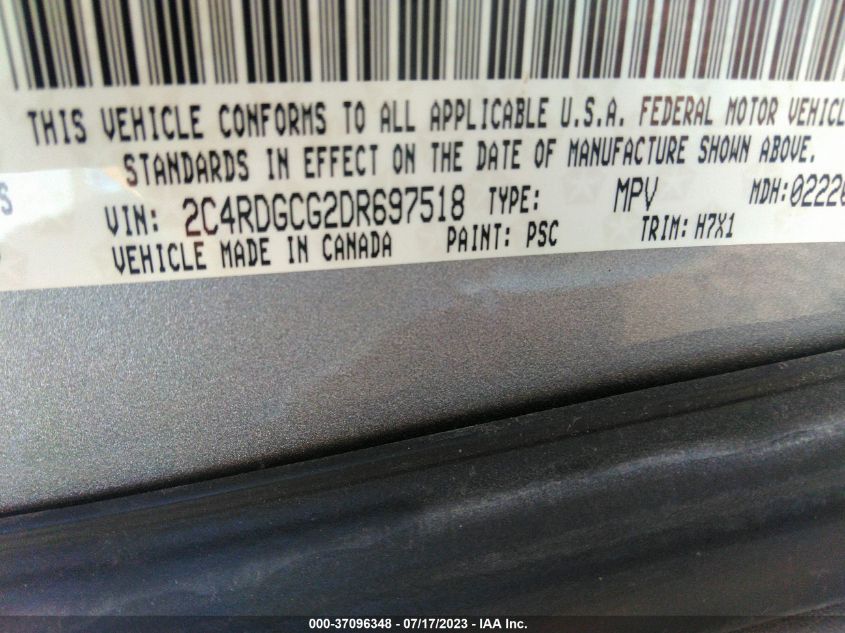 THIS VEHICLE CONFORMS TO ALL APPLICABLE U.S.A. FEDERAL MOTOR VEHICL
STANDARDS IN EFFECT ON THE DATE OF MANUFACTURE SHOWN ABOVE.
S
VIN: 2C4RDGCG2DR697518 TYPE: MPV MDH:02220
VEHICLE MADE IN CANADA PAINT: PSC TRIM: H7X1
000-37096348 - 07/17/2023 - IAA Inc.